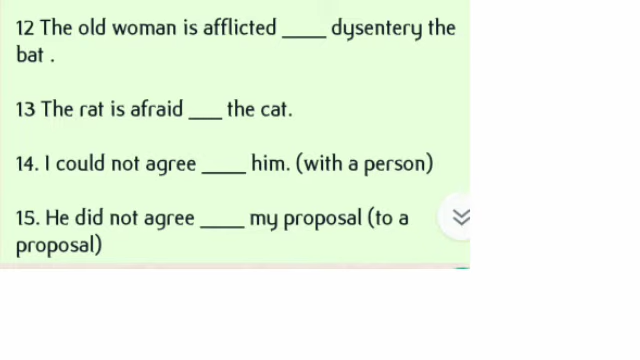 12 The old woman is afflicted ____ dysentery the
bat .
13 The rat is afraid ___ the cat.
14. I could not agree ____ him. (with a person)
15. He did not agree ____ my proposal (to a
proposal)